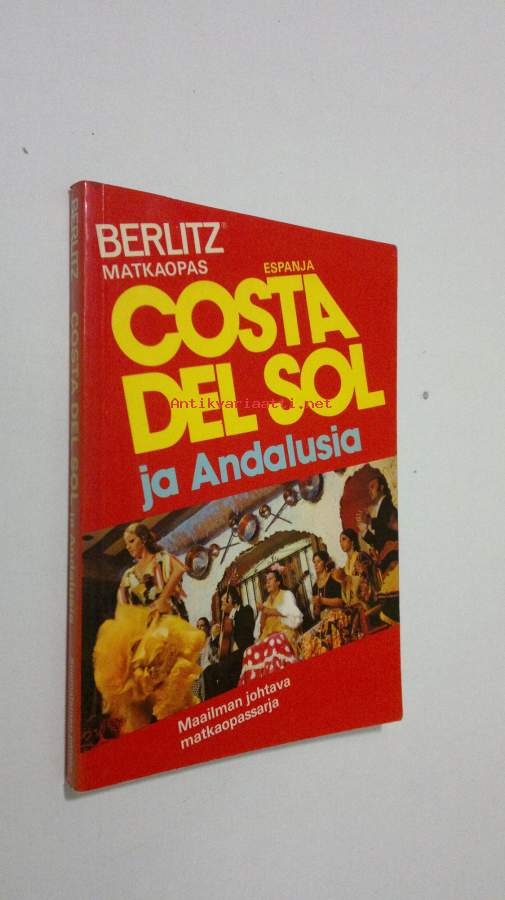 BERLITZ®
MATKAOPAS
ESPANJA
COSTA
DEL SOL
Antikvariaatti.net
ja Andalusia
Maailman johtava
matkaopassarja
BERLITZ COSTA DEL SOL ja Andalusia